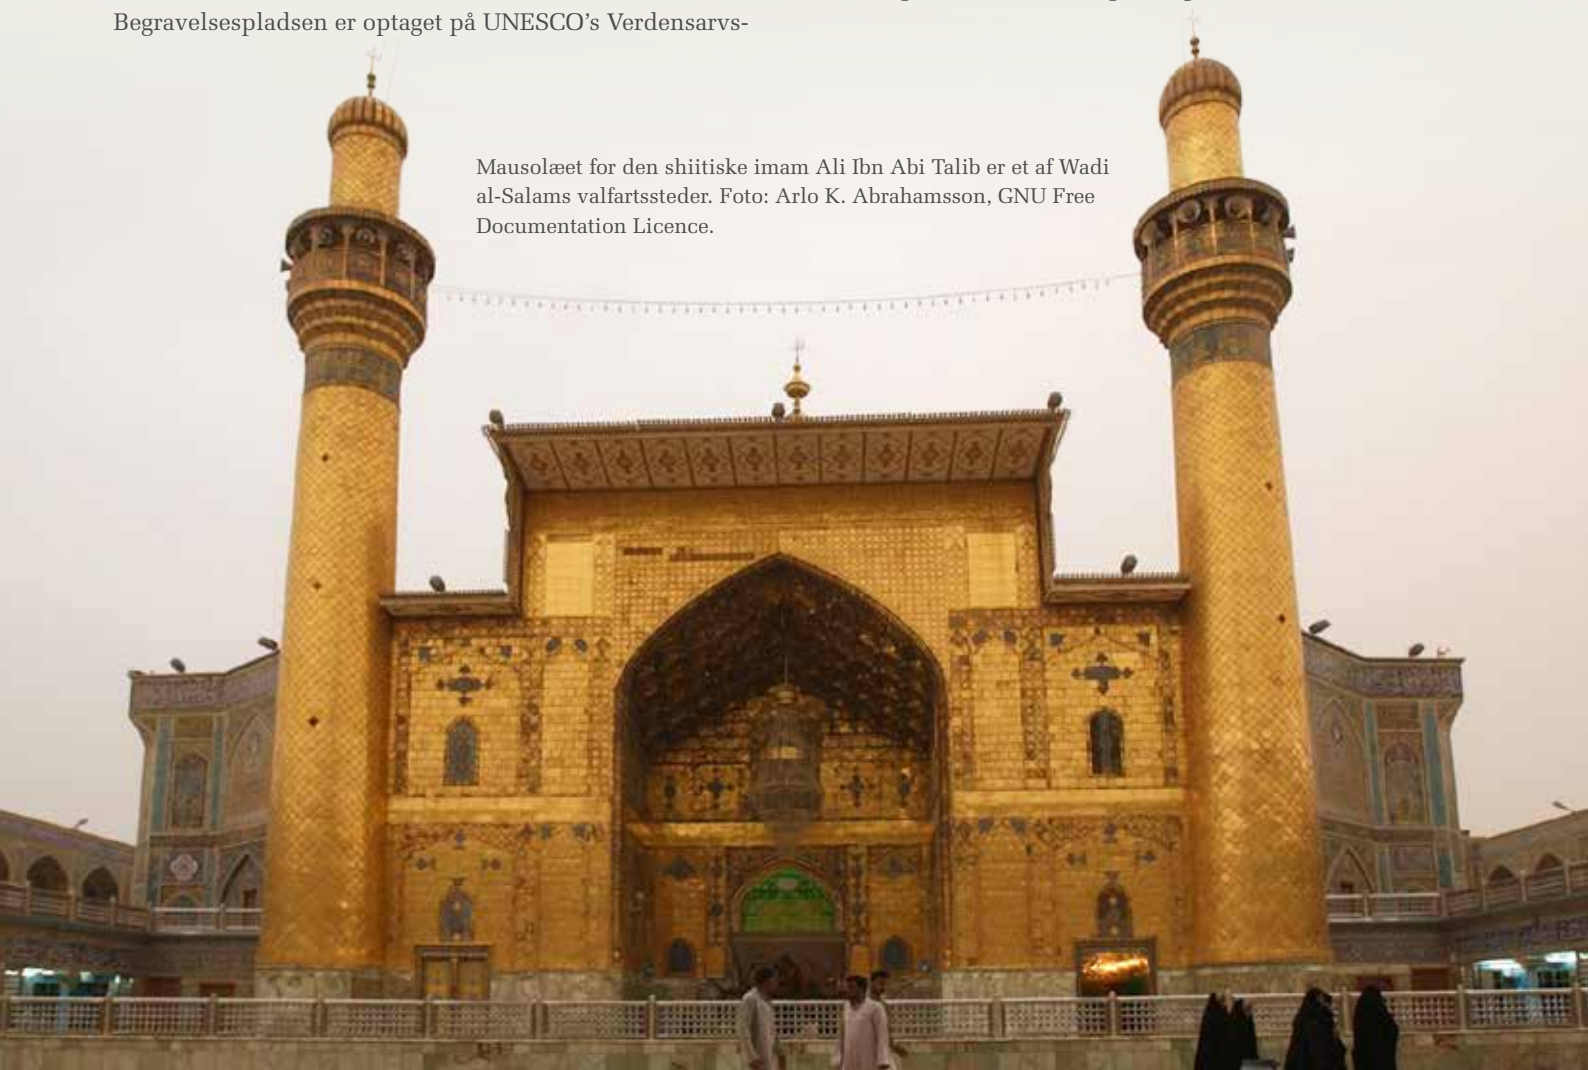 Begravelsespladsen er optaget på UNESCO’s Verdensarvs-
Mausolæet for den shiitiske imam Ali Ibn Abi Talib er et af Wadi
al-Salams valfartssteder. Foto: Arlo K. Abrahamsson, GNU Free
Documentation Licence.